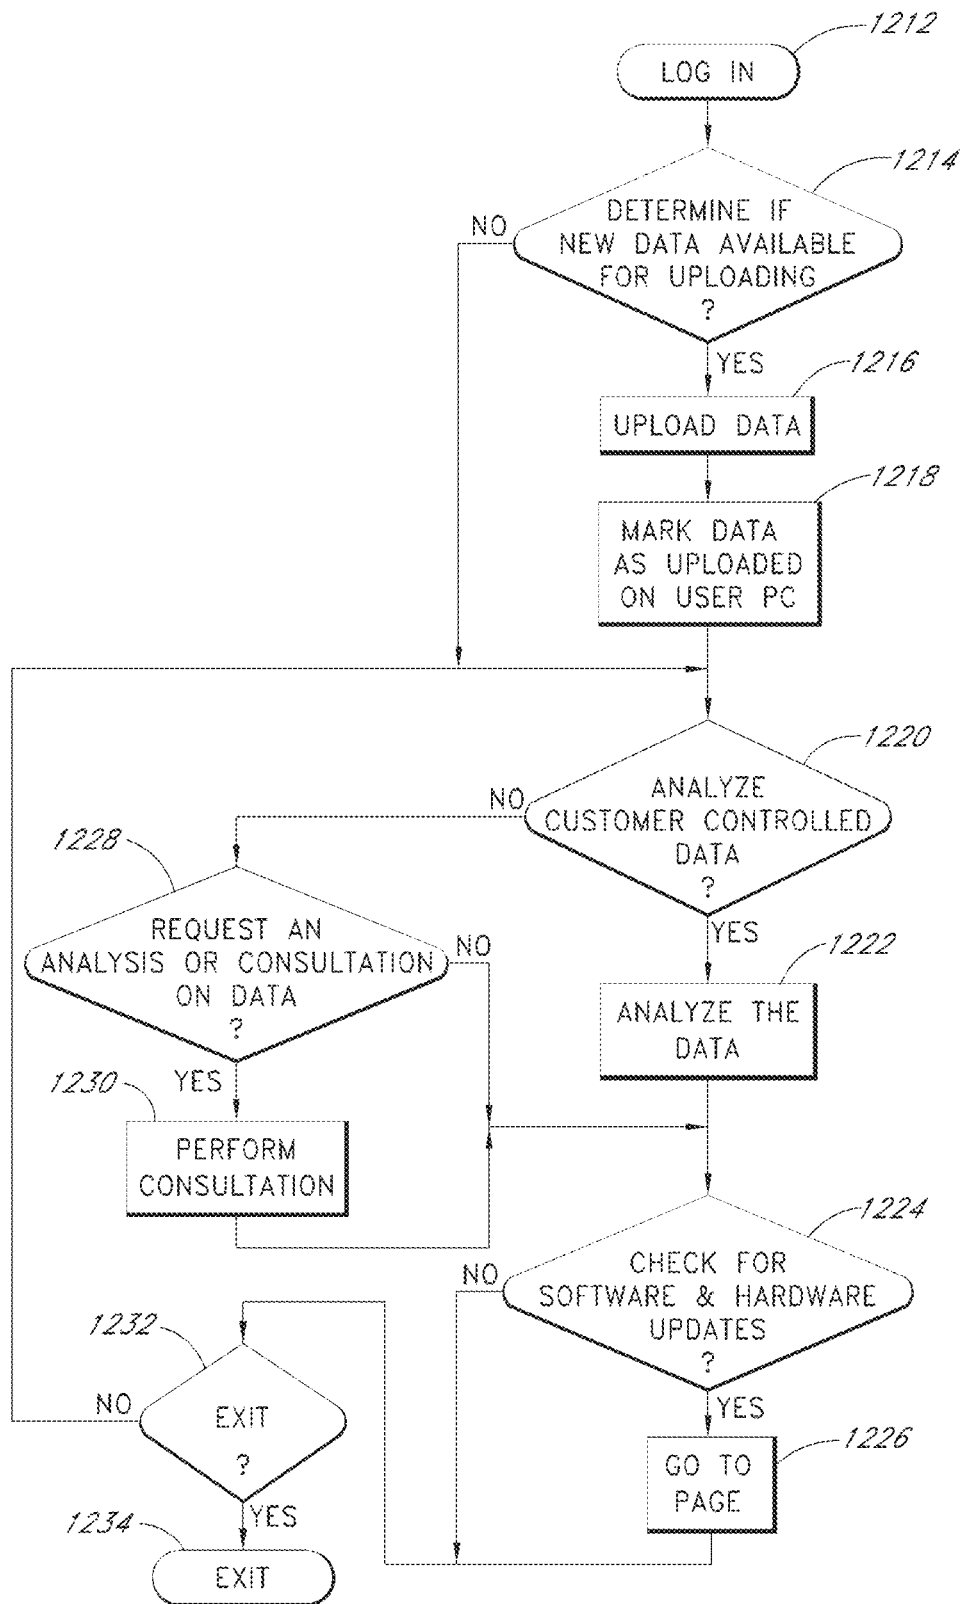 1212
LOG IN
1214
DETERMINE IF
NEW DATA AVAILABLE
FOR UPLOADING
?
NO
YES
1216
UPLOAD DATA
1218
MARK DATA
AS UPLOADED
ON USER PC
1220
ANALYZE
CUSTOMER CONTROLLED
DATA
?
NO
YES
1228
REQUEST AN
ANALYSIS OR CONSULTATION
ON DATA
?
NO
YES
1222
ANALYZE THE
DATA
1230
PERFORM
CONSULTATION
1224
CHECK FOR
SOFTWARE & HARDWARE
UPDATES
?
NO
YES
1232
EXIT
?
NO
YES
1226
GO TO
PAGE
1234
EXIT